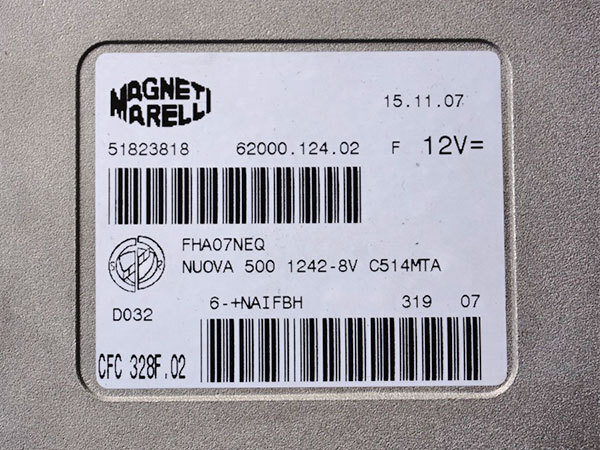 MAGNETI
MARELLI
15.11.07
51823818 62000.124.02 F 12V=
FHA07NEQ
NUOVA 500 1242-8V C514MTA
6-+NAIFBH 319 07
D032
CFC 328F.02